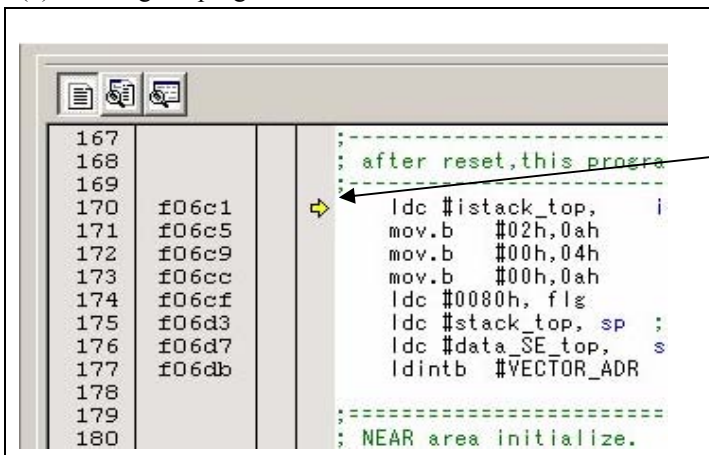 167 ;-----------------------------
168 ; after reset,this progra
169 ;-----------------------------
170 f06c1 ldc #istack_top, i
171 f06c5 mov.b #02h,0ah
172 f06c9 mov.b #00h,04h
173 f06cc mov.b #00h,0ah
174 f06cf ldc #0080h, flg
175 f06d3 ldc #stack_top, sp ;
176 f06d7 ldc #data_SE_top, s
177 f06db ldintb #VECTOR_ADR
178
179 ;=============================
180 ; NEAR area initialize.